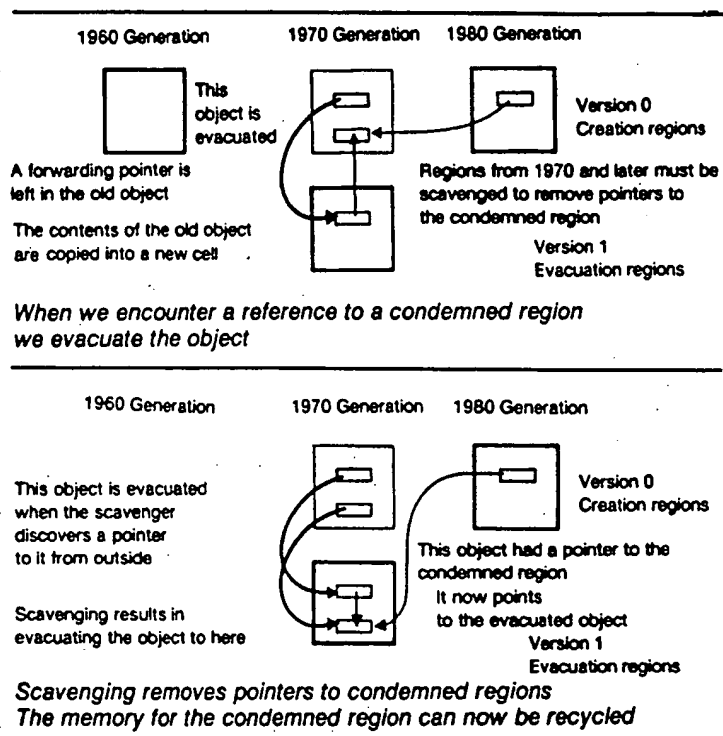 1960 Generation 1970 Generation 1980 Generation
This
object is
evacuated
Version 0
Creation regions
A forwarding pointer is
left in the old object
The contents of the old object
are copied into a new cell
Regions from 1970 and later must be
scavenged to remove pointers to
the condemned region
Version 1
Evacuation regions
When we encounter a reference to a condemned region
we evacuate the object
1960 Generation 1970 Generation 1980 Generation
This object is evacuated
when the scavenger
discovers a pointer
to it from outside
Version 0
Creation regions
Scavenging results in
evacuating the object to here
This object had a pointer to the
condemned region
It now points
to the evacuated object
Version 1
Evacuation regions
Scavenging removes pointers to condemned regions
The memory for the condemned region can now be recycled